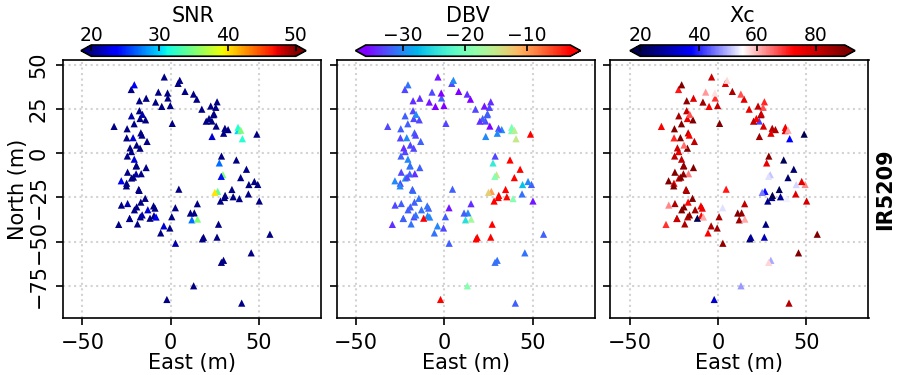 SNR DBV Xc
20 30 40 50 −30 −20 −10 20 40 60 80
50
25
0
−25
−50
−75
North (m)
−50 0 50 −50 0 50 −50 0 50
East (m) East (m) East (m)
IR5209